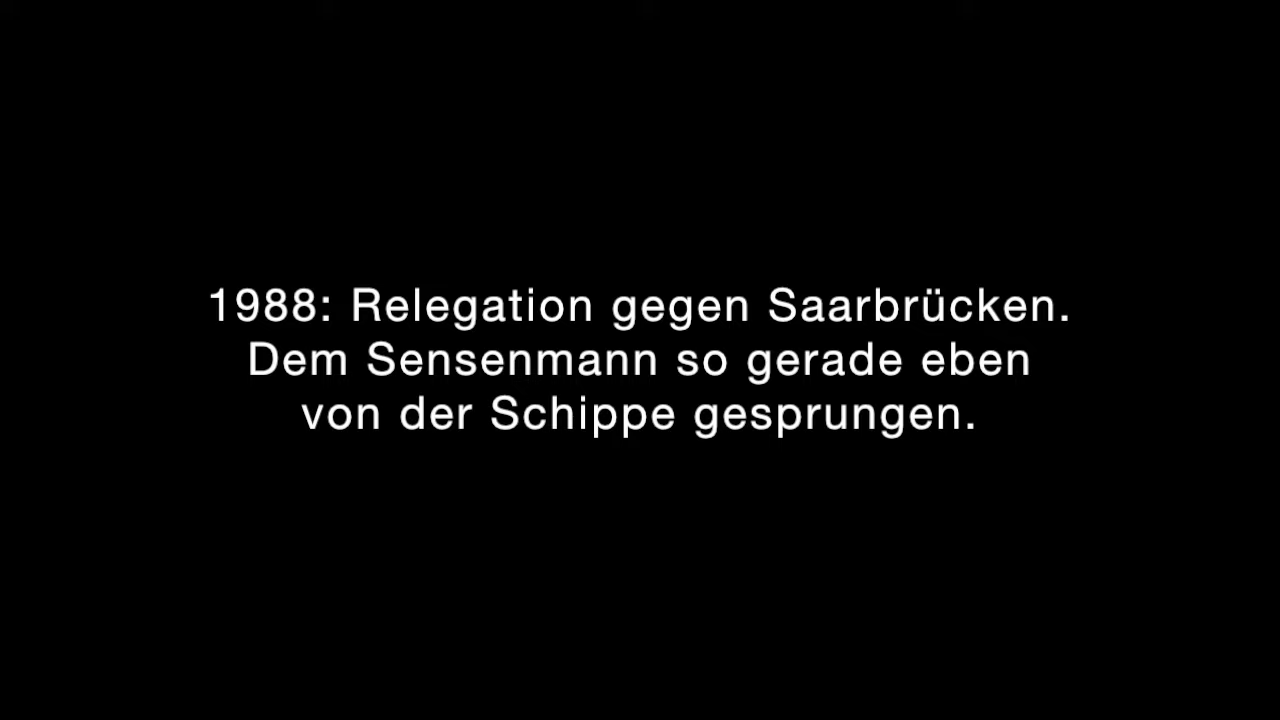 1988: Relegation gegen Saarbrücken.
Dem Sensenmann so gerade eben
von der Schippe gesprungen.